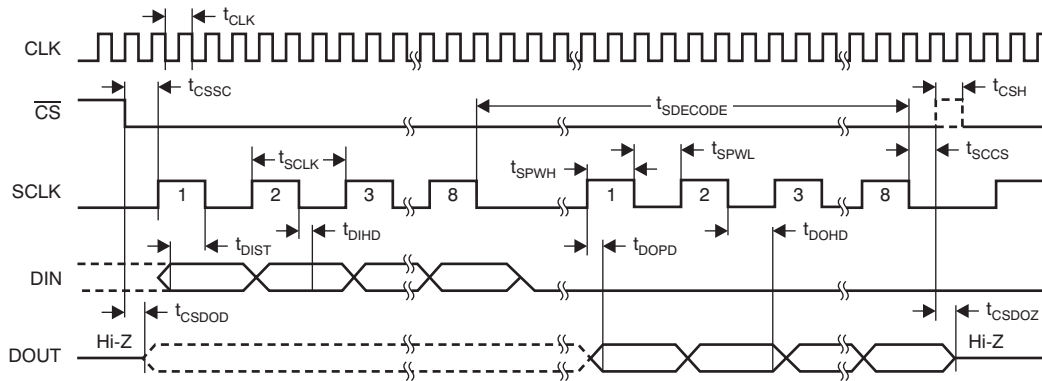 tCLK
CLK
tCSSC
tCSH
CS
tSDECODE
tSCLK
tSPWH
tSPWL
tSCCS
SCLK
1 2 3 8 1 2 3 8
tDIST
tDIHD
tDOPD
tDOHD
DIN
tCSDOD
tCSDOZ
Hi-Z
Hi-Z
DOUT